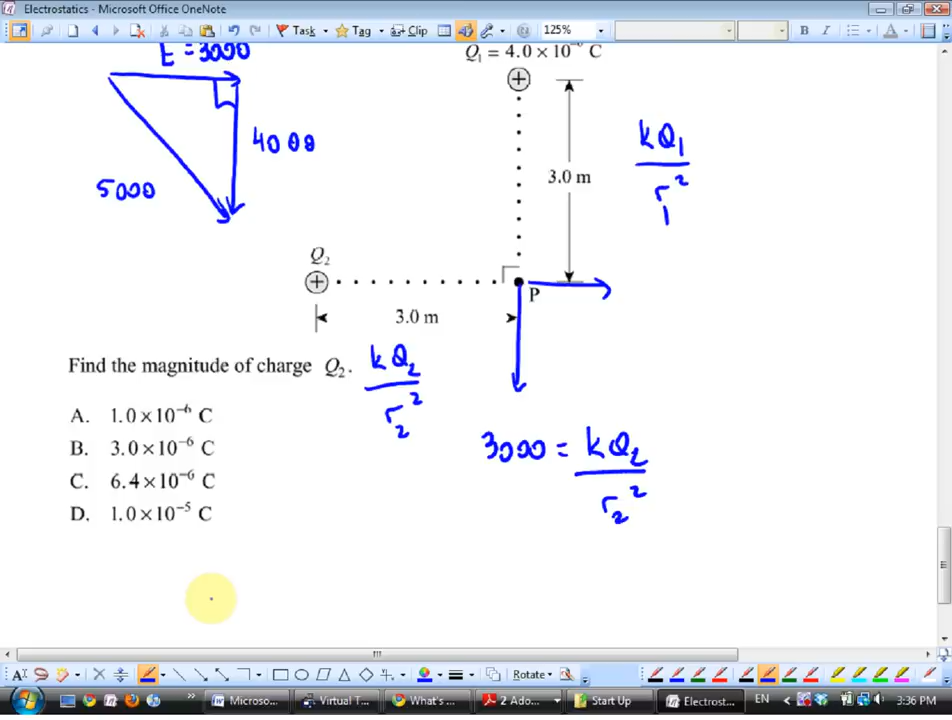 Electrostatics - Microsoft Office OneNote
Task
Tag
Clip
125%
B
I
U
A
E = 3000
Q1 = 4.0 × 10⁻⁶ C
4000
5000
3.0 m
kQ1
r1²
Q2
P
3.0 m
Find the magnitude of charge Q2.
kQ2
r2²
A. 1.0×10⁻⁶ C
B. 3.0×10⁻⁶ C
C. 6.4×10⁻⁶ C
D. 1.0×10⁻⁵ C
3000 = kQ2
r2²
Rotate
Microso...
Virtual T...
What's ...
2 Ado...
Start Up
Electrost...
EN
3:36 PM